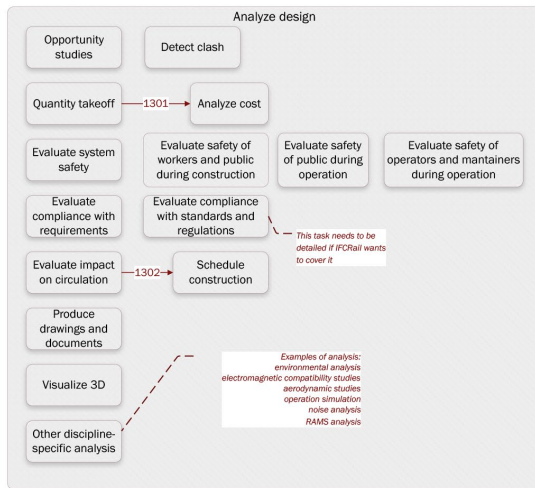 Analyze design
Opportunity
studies
Detect clash
Quantity takeoff
1301
Analyze cost
Evaluate system
safety
Evaluate safety of
workers and public
during construction
Evaluate safety
of public during
operation
Evaluate safety of
operators and mantainers
during operation
Evaluate
compliance with
requirements
Evaluate compliance
with standards and
regulations
This task needs to be
detailed if IFCRail wants
to cover it
Evaluate impact
on circulation
1302
Schedule
construction
Produce
drawings and
documents
Visualize 3D
Examples of analysis:
environmental analysis
electromagnetic compatibility studies
aerodynamic studies
operation simulation
noise analysis
RAMS analysis
Other discipline-
specific analysis